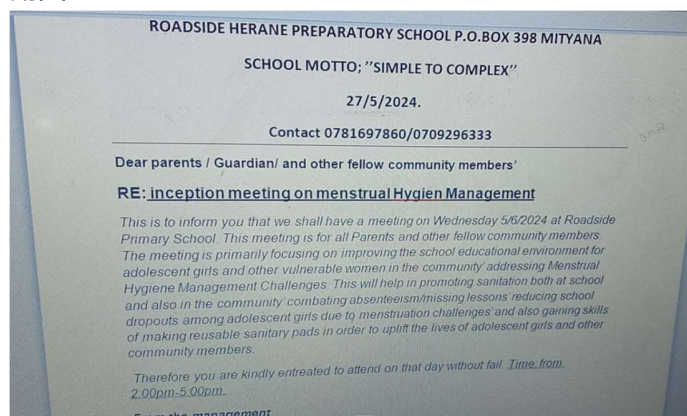 ROADSIDE HERANE PREPARATORY SCHOOL P.O.BOX 398 MITYANA
SCHOOL MOTTO; ''SIMPLE TO COMPLEX''
27/5/2024.
Contact 0781697860/0709296333
Dear parents / Guardian/ and other fellow community members'
RE: inception meeting on menstrual Hygien Management
This is to inform you that we shall have a meeting on Wednesday 5/6/2024 at Roadside
Primary School. This meeting is for all Parents and other fellow community members.
The meeting is primarily focusing on improving the school educational environment for
adolescent girls and other vulnerable women in the community' addressing Menstrual
Hygiene Management Challenges. This will help in promoting sanitation both at school
and also in the community' combating absenteeism/missing lessons' reducing school
dropouts among adolescent girls due to menstruation challenges' and also gaining skills
of making reusable sanitary pads in order to uplift the lives of adolescent girls and other
community members.
Therefore you are kindly entreated to attend on that day without fail. Time from
2.00pm-5:00pm.
From the management